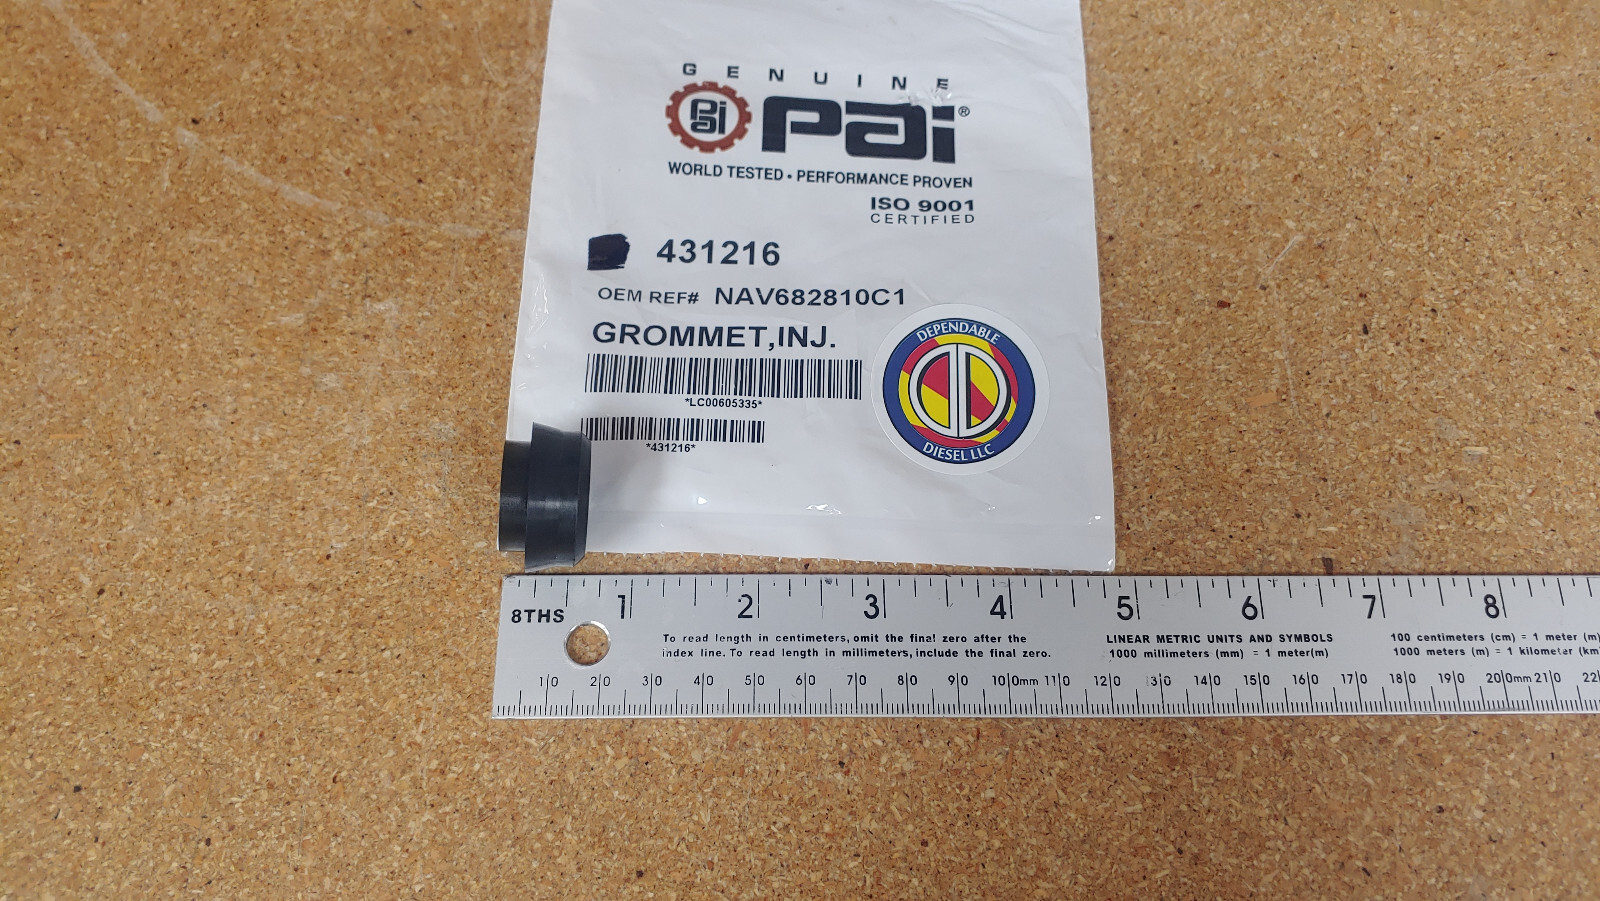 GENUINE
pai
pai®
WORLD TESTED • PERFORMANCE PROVEN
ISO 9001
CERTIFIED
431216
OEM REF# NAV682810C1
GROMMET,INJ.
*LC00605335*
*431216*
DEPENDABLE
DIESEL LLC
8THS 1 2 3 4 5 6 7 8
To read length in centimeters, omit the final zero after the
index line. To read length in millimeters, include the final zero.
LINEAR METRIC UNITS AND SYMBOLS
1000 millimeters (mm) = 1 meter(m)
100 centimeters (cm) = 1 meter (m)
1000 meters (m) = 1 kilometer (km
10 20 30 40 50 60 70 80 90 100mm 110 120 130 140 150 160 170 180 190 200mm 210 22